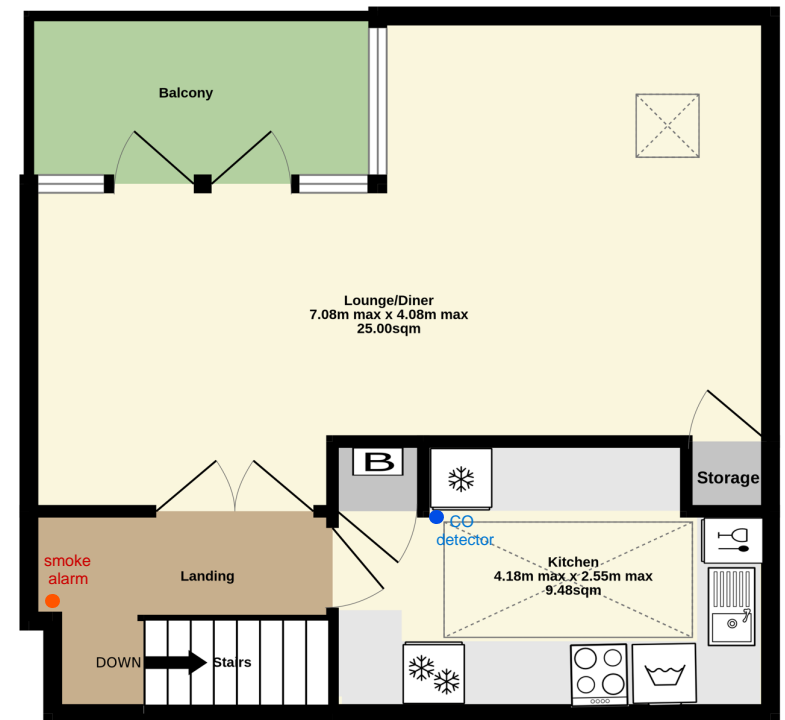 Balcony
Lounge/Diner
7.08m max x 4.08m max
25.00sqm
B
Storage
CO
detector
smoke
alarm
Landing
Kitchen
4.18m max x 2.55m max
9.48sqm
DOWN
Stairs